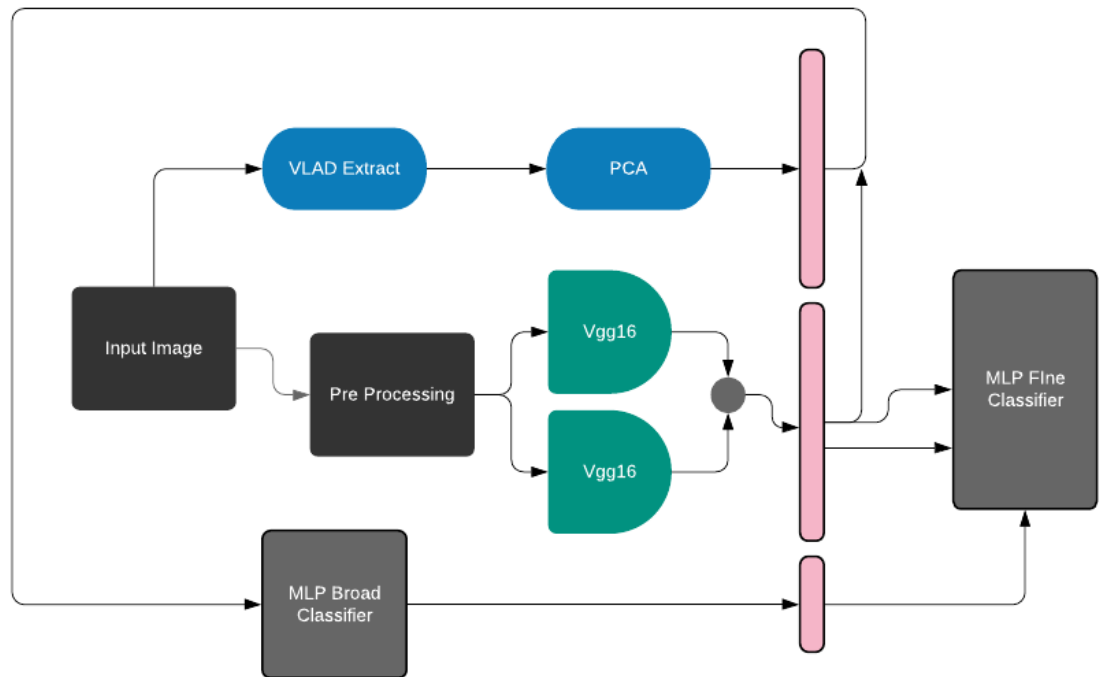 VLAD Extract
PCA
Input Image
Pre Processing
Vgg16
Vgg16
MLP FIne
Classifier
MLP Broad
Classifier